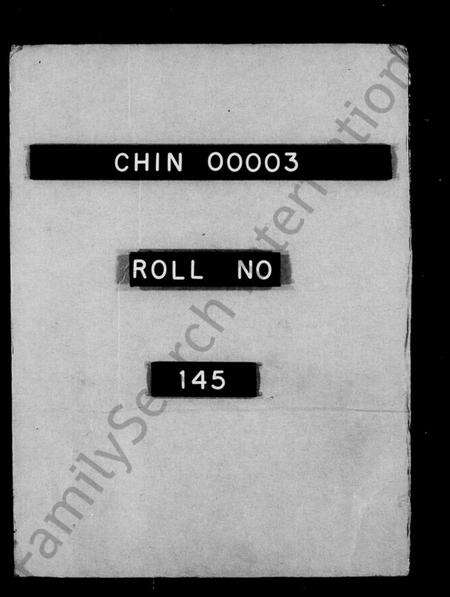 CHIN 00003
ROLL NO
145
FamilySearch International